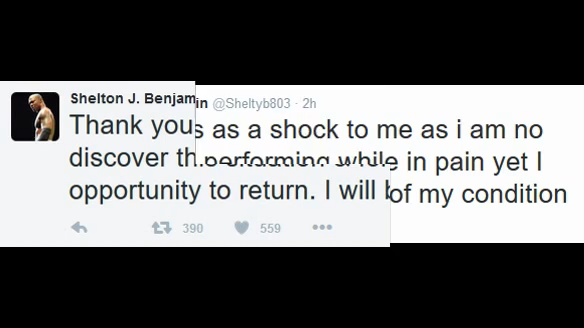 Shelton J. Benjamin @Sheltyb803 · 2h
Thank yous as a shock to me as i am no
discover th performing while in pain yet I
opportunity to return. I will of my condition
390 559